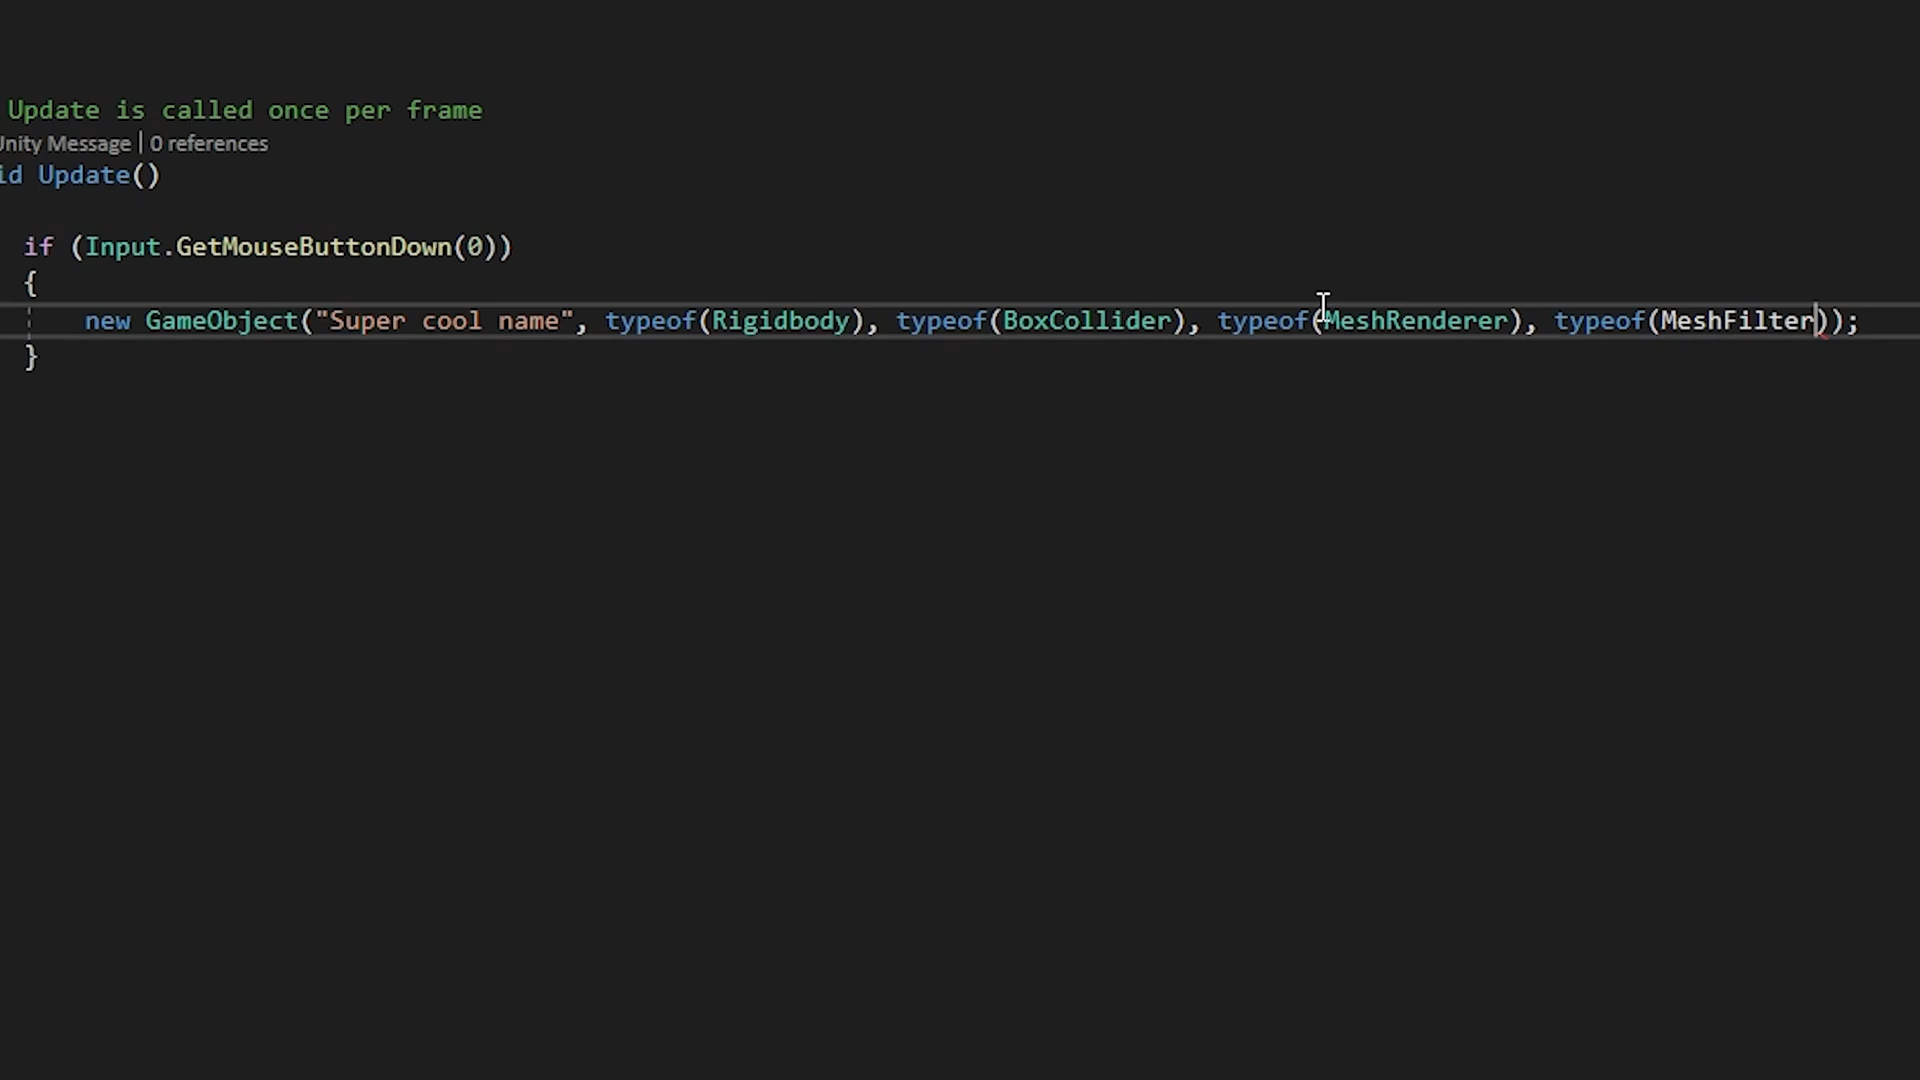 Update is called once per frame
Unity Message | 0 references
id Update()
if (Input.GetMouseButtonDown(0))
{
new GameObject("Super cool name", typeof(Rigidbody), typeof(BoxCollider), typeof(MeshRenderer), typeof(MeshFilter));
}